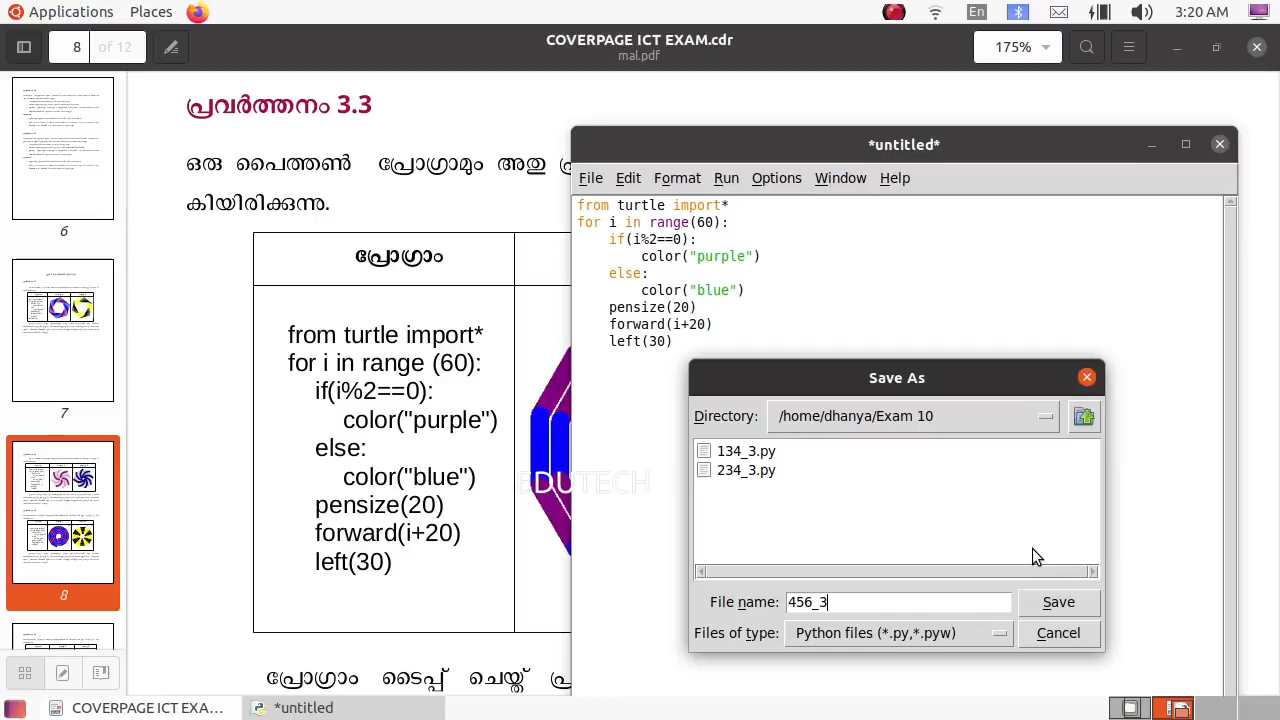 Applications Places En 3:20 AM
8 of 12
COVERPAGE ICT EXAM.cdr
mal.pdf
175%
6
7
8
പ്രവർത്തനം 3.3
ഒരു പൈത്തൺ പ്രോഗ്രാമും അതു
കിയിരിക്കുന്നു.
പ്രോഗ്രാം
from turtle import*
for i in range (60):
if(i%2==0):
color("purple")
else:
color("blue")
pensize(20)
forward(i+20)
left(30)
പ്രോഗ്രാം ടൈപ്പ് ചെയ്ത്
EDUTECH
*untitled*
File Edit Format Run Options Window Help
from turtle import*
for i in range(60):
if(i%2==0):
color("purple")
else:
color("blue")
pensize(20)
forward(i+20)
left(30)
Save As
Directory: /home/dhanya/Exam 10
134_3.py
234_3.py
File name: 456_3 Save
Files of type: Python files (*.py,*.pyw) Cancel
COVERPAGE ICT EXA... *untitled